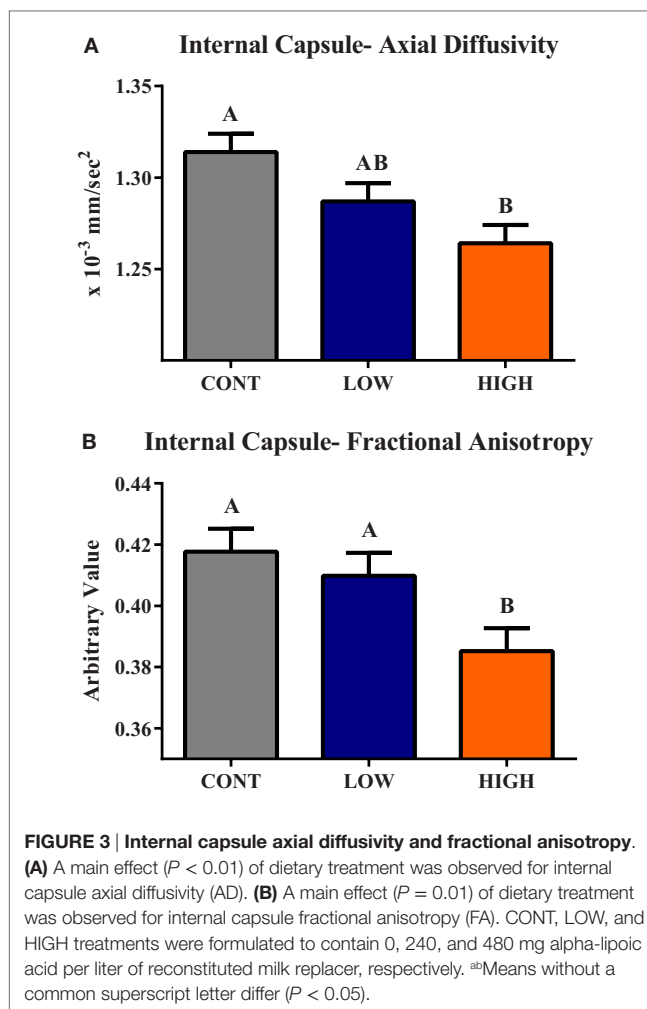 A Internal Capsule- Axial Diffusivity
1.35
1.30
1.25
x 10-3 mm/sec2
A
AB
B
CONT LOW HIGH
B Internal Capsule- Fractional Anisotropy
0.44
0.42
0.40
0.38
0.36
Arbitrary Value
A
A
B
CONT LOW HIGH
FIGURE 3 | Internal capsule axial diffusivity and fractional anisotropy.
(A) A main effect (P < 0.01) of dietary treatment was observed for internal
capsule axial diffusivity (AD). (B) A main effect (P = 0.01) of dietary treatment
was observed for internal capsule fractional anisotropy (FA). CONT, LOW, and
HIGH treatments were formulated to contain 0, 240, and 480 mg alpha-lipoic
acid per liter of reconstituted milk replacer, respectively. abMeans without a
common superscript letter differ (P < 0.05).